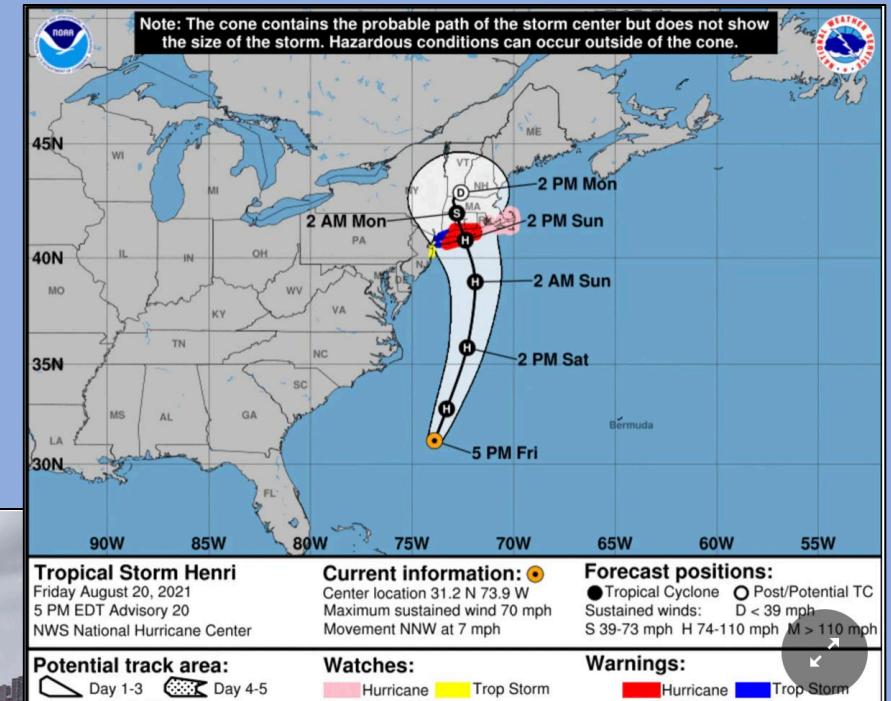 Note: The cone contains the probable path of the storm center but does not show
the size of the storm. Hazardous conditions can occur outside of the cone.
NOAA
NATIONAL WEATHER SERVICE
45N
40N
35N
30N
WI
MI
IL
IN
OH
PA
NY
VT
NH
ME
MA
MO
KY
WV
VA
TN
NC
SC
MS
AL
GA
LA
FL
DE
Bermuda
D
2 PM Mon
S
2 AM Mon
H
2 PM Sun
2 AM Sun
H
2 PM Sat
H
5 PM Fri
90W 85W 80W 75W 70W 65W 60W 55W
Tropical Storm Henri
Friday August 20, 2021
5 PM EDT Advisory 20
NWS National Hurricane Center
Current information:
Center location 31.2 N 73.9 W
Maximum sustained wind 70 mph
Movement NNW at 7 mph
Forecast positions:
Tropical Cyclone Post/Potential TC
Sustained winds: D < 39 mph
S 39-73 mph H 74-110 mph M > 110 mph
Potential track area:
Day 1-3 Day 4-5
Watches:
Hurricane Trop Storm
Warnings:
Hurricane Trop Storm